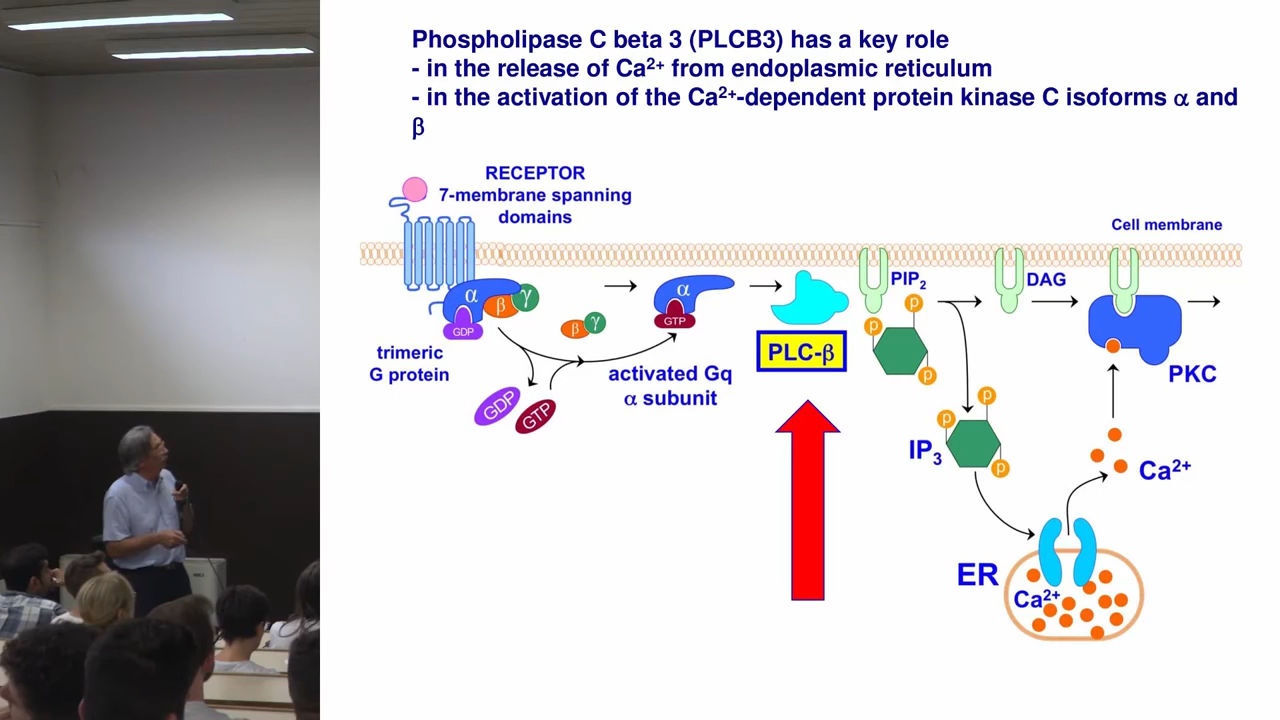 Phospholipase C beta 3 (PLCB3) has a key role
- in the release of Ca²⁺ from endoplasmic reticulum
- in the activation of the Ca²⁺-dependent protein kinase C isoforms α and
β
RECEPTOR
7-membrane spanning
domains
Cell membrane
α
β
γ
GDP
β
γ
α
GTP
PIP₂
DAG
p
p
p
trimeric
G protein
GDP
GTP
activated Gq
α subunit
PLC-β
PKC
p
p
p
IP₃
Ca²⁺
ER
Ca²⁺